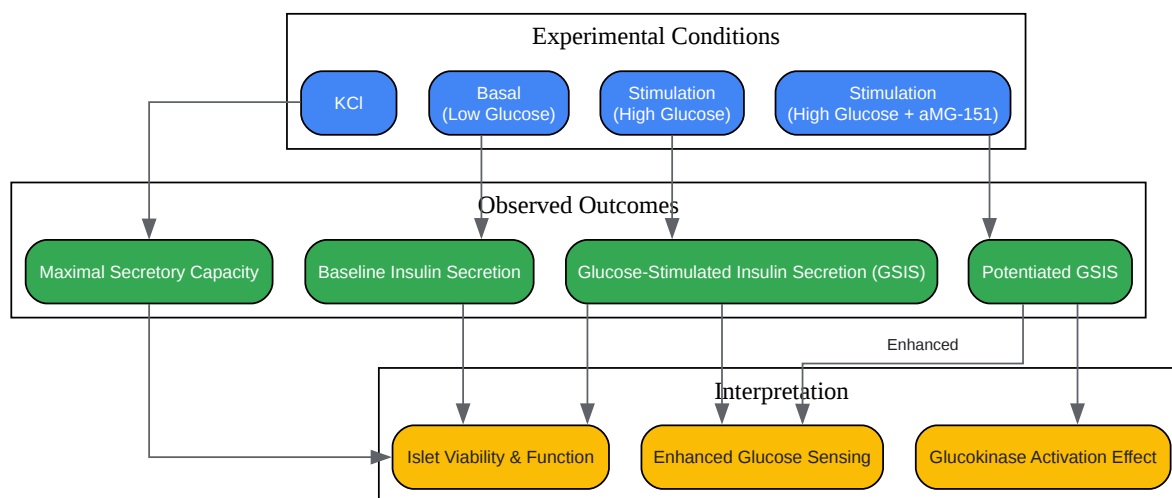 Experimental Conditions
KCl
Basal
(Low Glucose)
Stimulation
(High Glucose)
Stimulation
(High Glucose + aMG-151)
Observed Outcomes
Maximal Secretory Capacity
Baseline Insulin Secretion
Glucose-Stimulated Insulin Secretion (GSIS)
Potentiated GSIS
Enhanced
Interpretation
Islet Viability & Function
Enhanced Glucose Sensing
Glucokinase Activation Effect